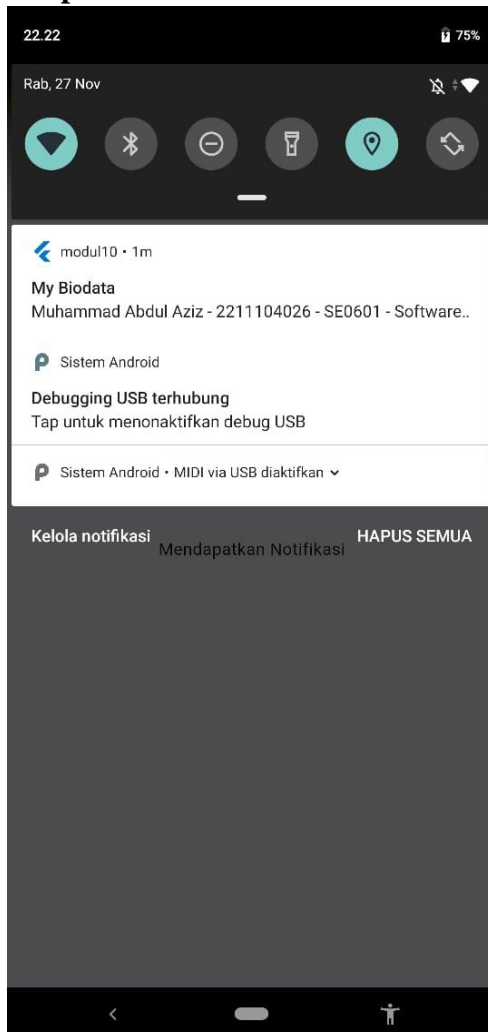 22.22
75%
Rab, 27 Nov
modul10 • 1m
My Biodata
Muhammad Abdul Aziz - 2211104026 - SE0601 - Software..
Sistem Android
Debugging USB terhubung
Tap untuk menonaktifkan debug USB
Sistem Android • MIDI via USB diaktifkan
Kelola notifikasi
Mendapatkan Notifikasi
HAPUS SEMUA